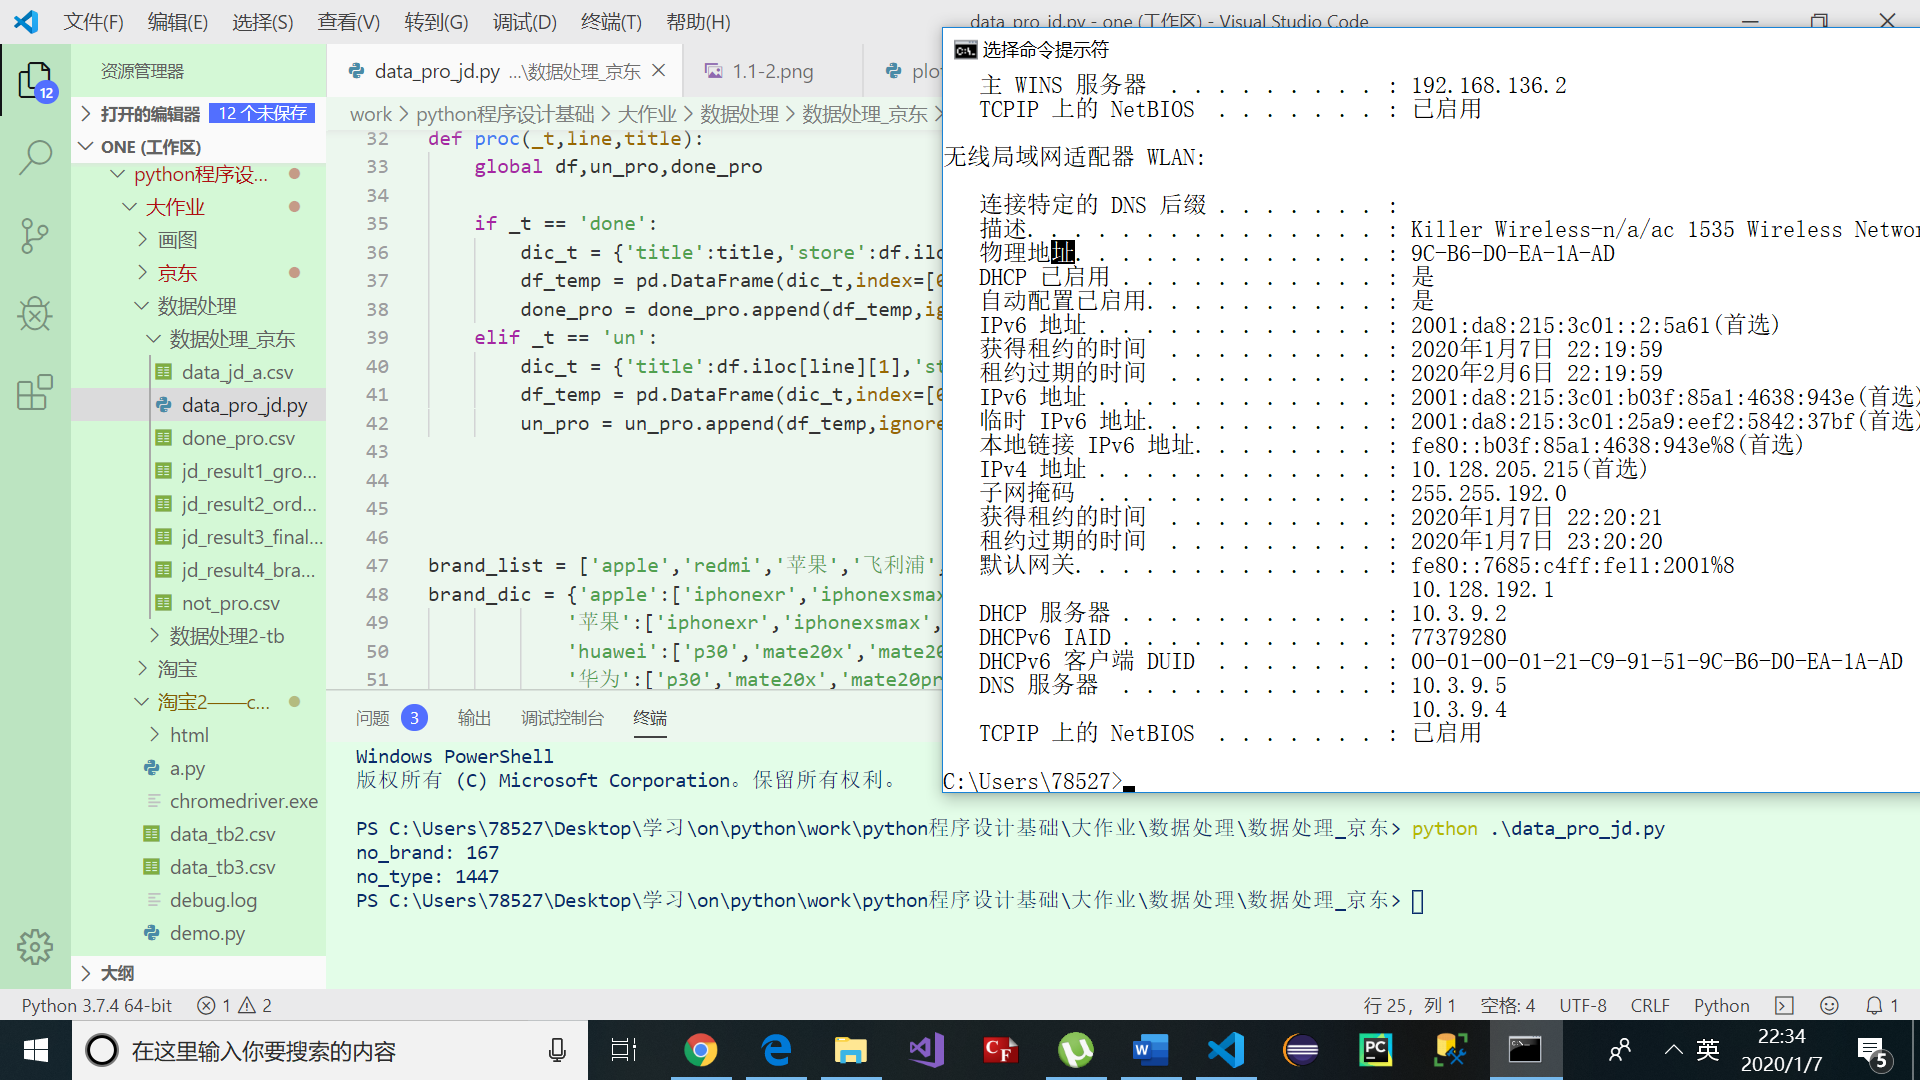 文件(F) 编辑(E) 选择(S) 查看(V) 转到(G) 调试(D) 终端(T) 帮助(H)
data_pro_jd.py - one (工作区) - Visual Studio Code
资源管理器
12
打开的编辑器 12 个未保存
ONE (工作区)
python程序设...
大作业
画图
京东
数据处理
数据处理_京东
data_jd_a.csv
data_pro_jd.py
done_pro.csv
jd_result1_gro...
jd_result2_ord...
jd_result3_final...
jd_result4_bra...
not_pro.csv
数据处理2-tb
淘宝
淘宝2——c...
html
a.py
chromedriver.exe
data_tb2.csv
data_tb3.csv
debug.log
demo.py
大纲
data_pro_jd.py ...\数据处理_京东
1.1-2.png
plo
work > python程序设计基础 > 大作业 > 数据处理 > 数据处理_京东 >
32 def proc(_t,line,title):
33 global df,un_pro,done_pro
34
35 if _t == 'done':
36 dic_t = {'title':title,'store':df.ilo
37 df_temp = pd.DataFrame(dic_t,index=[0
38 done_pro = done_pro.append(df_temp,ig
39 elif _t == 'un':
40 dic_t = {'title':df.iloc[line][1],'st
41 df_temp = pd.DataFrame(dic_t,index=[0
42 un_pro = un_pro.append(df_temp,ignore
43
44
45
46
47 brand_list = ['apple','redmi','苹果','飞利浦',
48 brand_dic = {'apple':['iphonexr','iphonexsmax
49 '苹果':['iphonexr','iphonexsmax',
50 'huawei':['p30','mate20x','mate20
51 '华为':['p30','mate20x','mate20pr
问题 3 输出 调试控制台 终端
Windows PowerShell
版权所有 (C) Microsoft Corporation。保留所有权利。
PS C:\Users\78527\Desktop\学习\on\python\work\python程序设计基础\大作业\数据处理\数据处理_京东> python .\data_pro_jd.py
no_brand: 167
no_type: 1447
PS C:\Users\78527\Desktop\学习\on\python\work\python程序设计基础\大作业\数据处理\数据处理_京东>
选择命令提示符
主 WINS 服务器 . . . . . . . . . : 192.168.136.2
TCPIP 上的 NetBIOS . . . . . . . : 已启用
无线局域网适配器 WLAN:
连接特定的 DNS 后缀 . . . . . . . :
描述. . . . . . . . . . . . . . . : Killer Wireless-n/a/ac 1535 Wireless Networ
物理地址. . . . . . . . . . . . . : 9C-B6-D0-EA-1A-AD
DHCP 已启用 . . . . . . . . . . . : 是
自动配置已启用. . . . . . . . . . : 是
IPv6 地址 . . . . . . . . . . . . : 2001:da8:215:3c01::2:5a61(首选)
获得租约的时间 . . . . . . . . . : 2020年1月7日 22:19:59
租约过期的时间 . . . . . . . . . : 2020年2月6日 22:19:59
IPv6 地址 . . . . . . . . . . . . : 2001:da8:215:3c01:b03f:85a1:4638:943e(首选)
临时 IPv6 地址. . . . . . . . . . : 2001:da8:215:3c01:25a9:eef2:5842:37bf(首选)
本地链接 IPv6 地址. . . . . . . . : fe80::b03f:85a1:4638:943e%8(首选)
IPv4 地址 . . . . . . . . . . . . : 10.128.205.215(首选)
子网掩码 . . . . . . . . . . . . : 255.255.192.0
获得租约的时间 . . . . . . . . . : 2020年1月7日 22:20:21
租约过期的时间 . . . . . . . . . : 2020年1月7日 23:20:20
默认网关. . . . . . . . . . . . . : fe80::7685:c4ff:fe11:2001%8
10.128.192.1
DHCP 服务器 . . . . . . . . . . . : 10.3.9.2
DHCPv6 IAID . . . . . . . . . . . : 77379280
DHCPv6 客户端 DUID . . . . . . . : 00-01-00-01-21-C9-91-51-9C-B6-D0-EA-1A-AD
DNS 服务器 . . . . . . . . . . . : 10.3.9.5
10.3.9.4
TCPIP 上的 NetBIOS . . . . . . . : 已启用
C:\Users\78527>
Python 3.7.4 64-bit 1 2
行 25，列 1 空格: 4 UTF-8 CRLF Python 1
在这里输入你要搜索的内容
英 22:34
2020/1/7
5